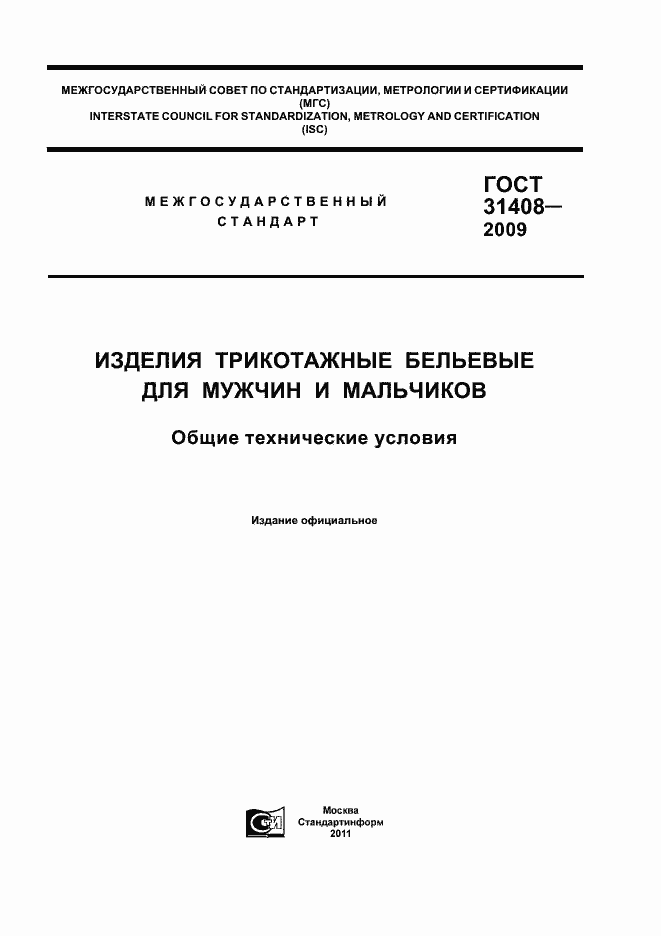 МЕЖГОСУДАРСТВЕННЫЙ СОВЕТ ПО СТАНДАРТИЗАЦИИ, МЕТРОЛОГИИ И СЕРТИФИКАЦИИ
(МГС)
INTERSTATE COUNCIL FOR STANDARDIZATION, METROLOGY AND CERTIFICATION
(ISC)
МЕЖГОСУДАРСТВЕННЫЙ
СТАНДАРТ
ГОСТ
31408—
2009
ИЗДЕЛИЯ ТРИКОТАЖНЫЕ БЕЛЬЕВЫЕ
ДЛЯ МУЖЧИН И МАЛЬЧИКОВ
Общие технические условия
Издание официальное
Москва
Стандартинформ
2011